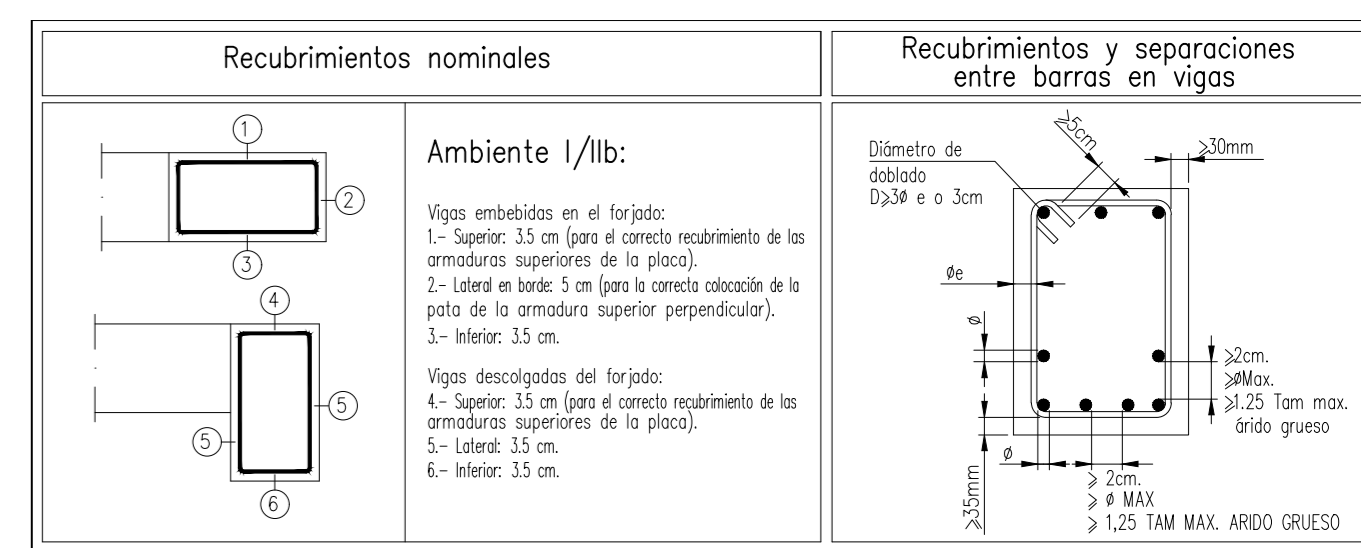 Recubrimientos nominales
1
2
3
4
5
5
6
Ambiente I/IIb:
Vigas embebidas en el forjado:
1.- Superior: 3.5 cm (para el correcto recubrimiento de las
armaduras superiores de la placa).
2.- Lateral en borde: 5 cm (para la correcta colocación de la
pata de la armadura superior perpendicular).
3.- Inferior: 3.5 cm.
Vigas descolgadas del forjado:
4.- Superior: 3.5 cm (para el correcto recubrimiento de las
armaduras superiores de la placa).
5.- Lateral: 3.5 cm.
6.- Inferior: 3.5 cm.
Recubrimientos y separaciones
entre barras en vigas
≥5cm
≥30mm
Diámetro de
doblado
D≥3ø e o 3cm
øe
ø
≥2cm.
≥øMax.
≥1.25 Tam max.
árido grueso
ø
≥35mm
≥ 2cm.
≥ ø MAX
≥ 1,25 TAM MAX. ARIDO GRUESO